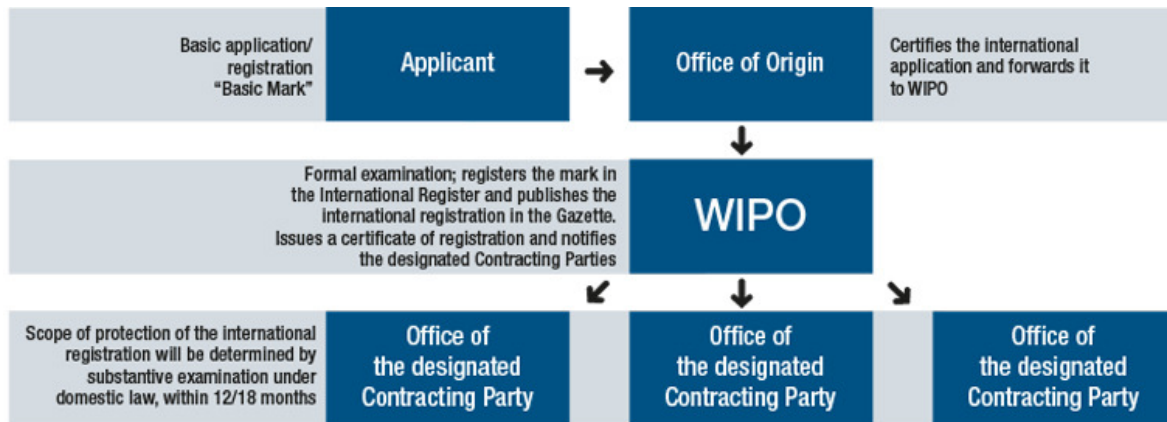 Basic application/
registration
“Basic Mark”
Applicant
Office of Origin
Certifies the international
application and forwards it
to WIPO
Formal examination; registers the mark in
the International Register and publishes the
international registration in the Gazette.
Issues a certificate of registration and notifies
the designated Contracting Parties
WIPO
Scope of protection of the international
registration will be determined by
substantive examination under
domestic law, within 12/18 months
Office of
the designated
Contracting Party
Office of
the designated
Contracting Party
Office of
the designated
Contracting Party